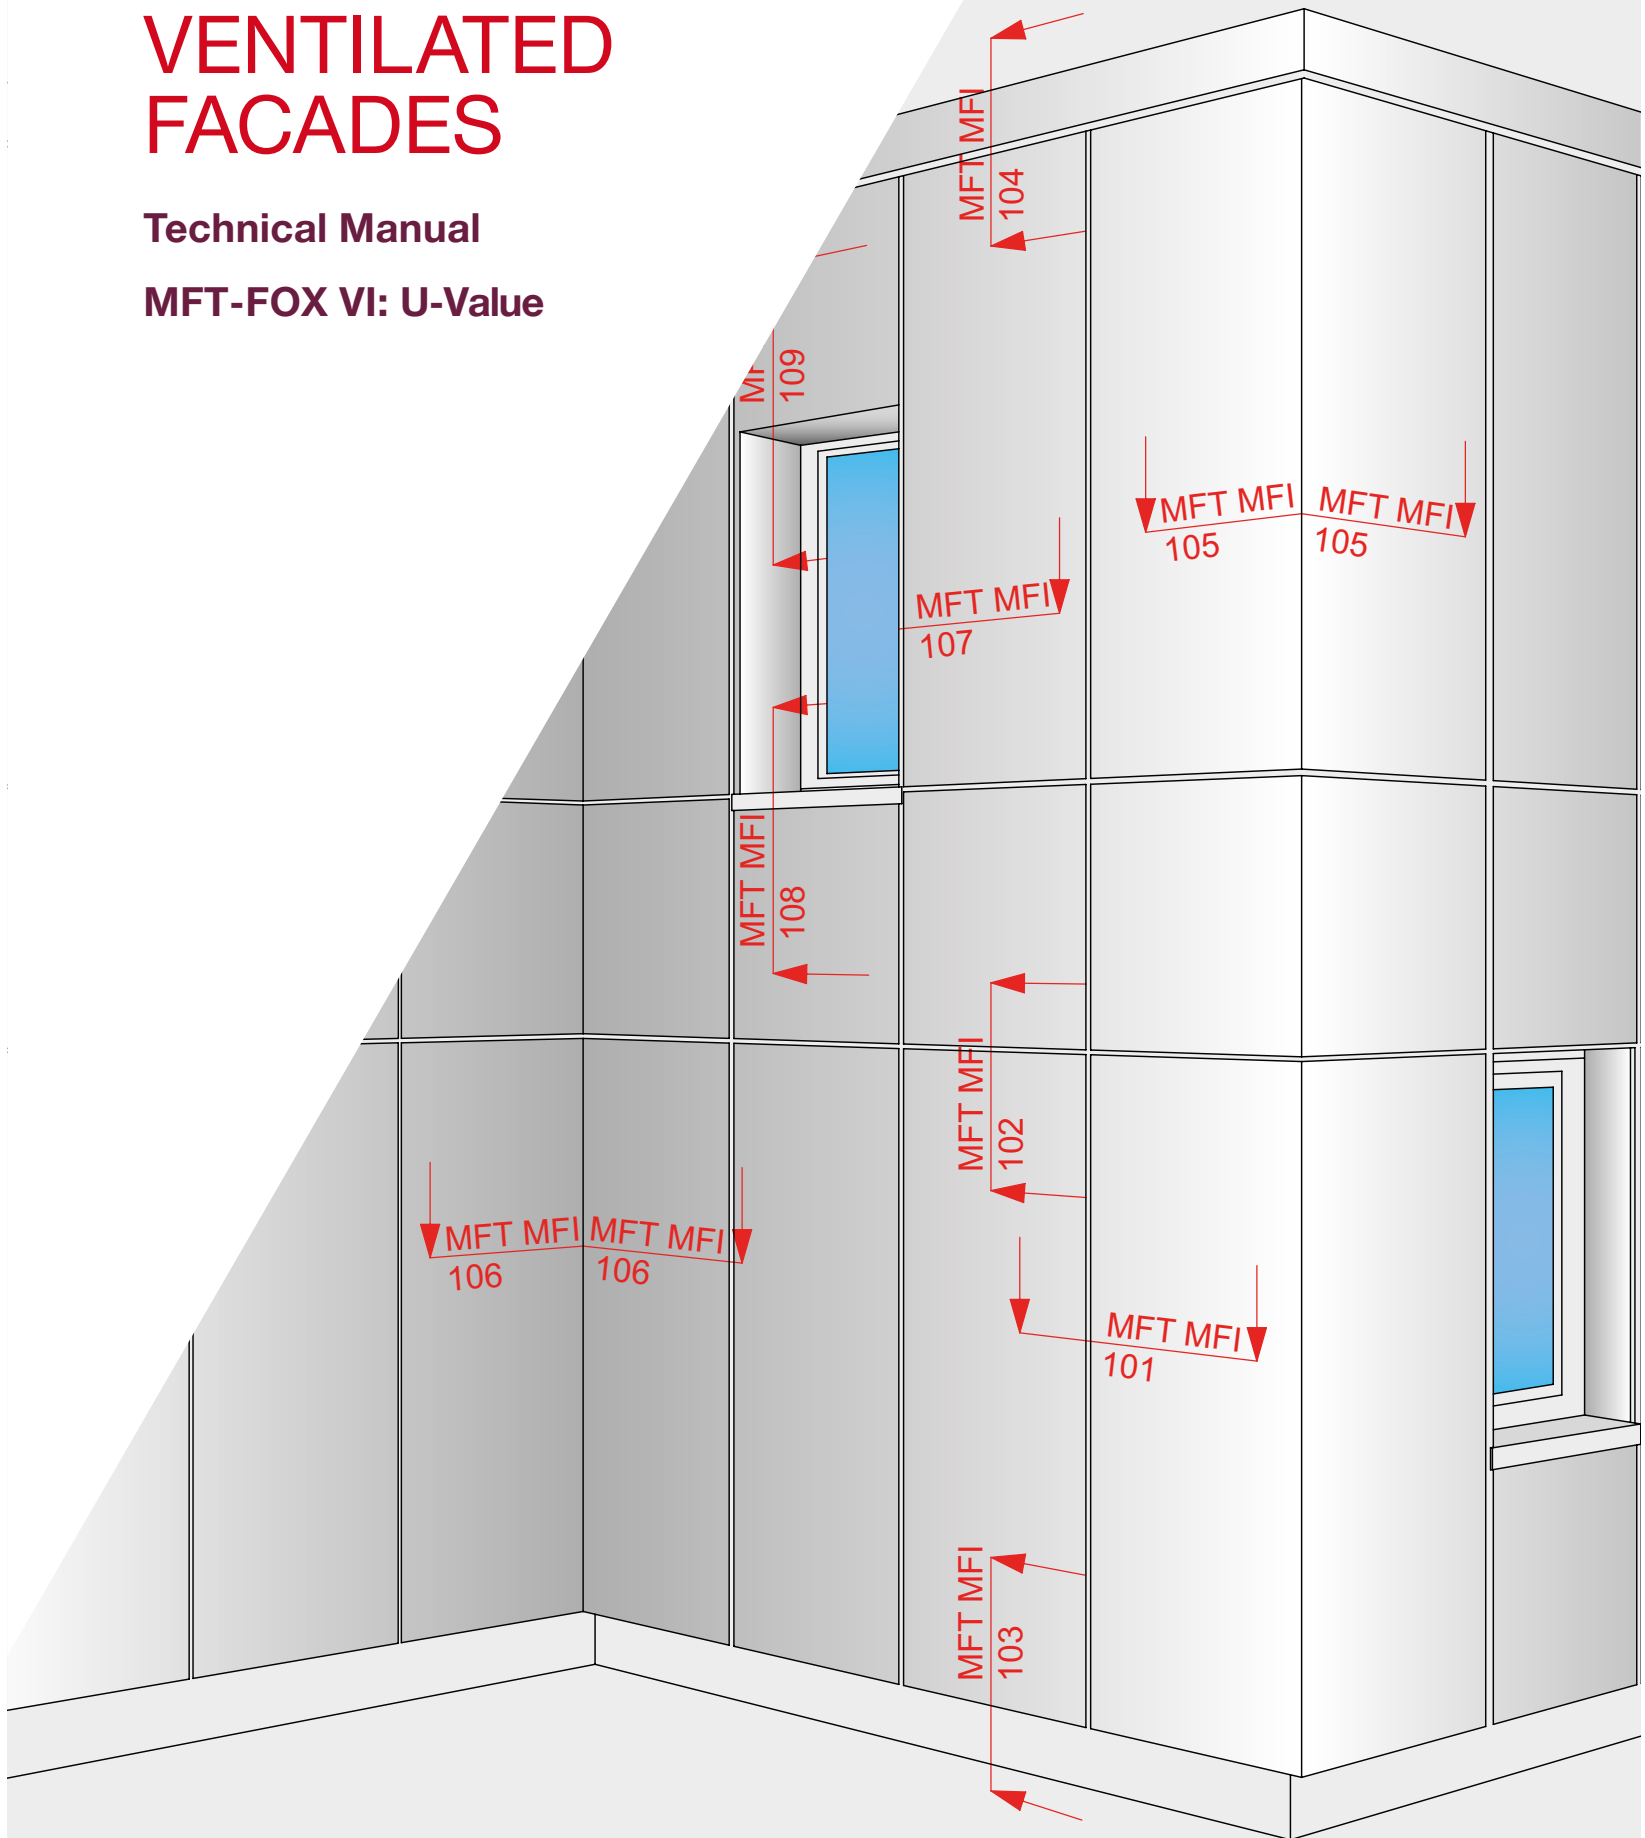 VENTILATED
FACADES
Technical Manual
MFT-FOX VI: U-Value
MFT MFI
104
109
MFT MFI
105
MFT MFI
105
MFT MFI
107
MFT MFI
108
MFT MFI
102
MFT MFI
106
MFT MFI
106
MFT MFI
101
MFT MFI
103